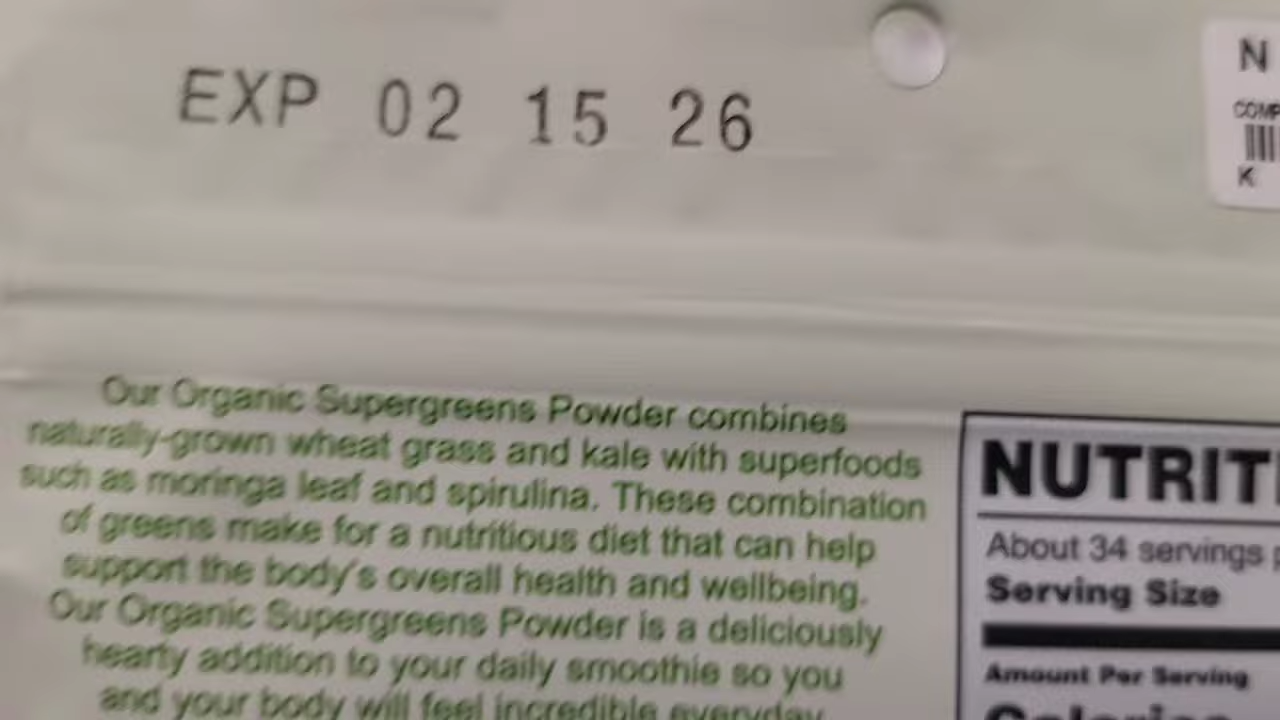 EXP 02 15 26
N
COMP
K
Our Organic Supergreens Powder combines
naturally-grown wheat grass and kale with superfoods
such as moringa leaf and spirulina. These combination
of greens make for a nutritious diet that can help
support the body's overall health and wellbeing.
Our Organic Supergreens Powder is a deliciously
hearty addition to your daily smoothie so you
and your body will feel incredible everyday.
NUTRIT
About 34 servings p
Serving Size
Amount Per Serving
Calories